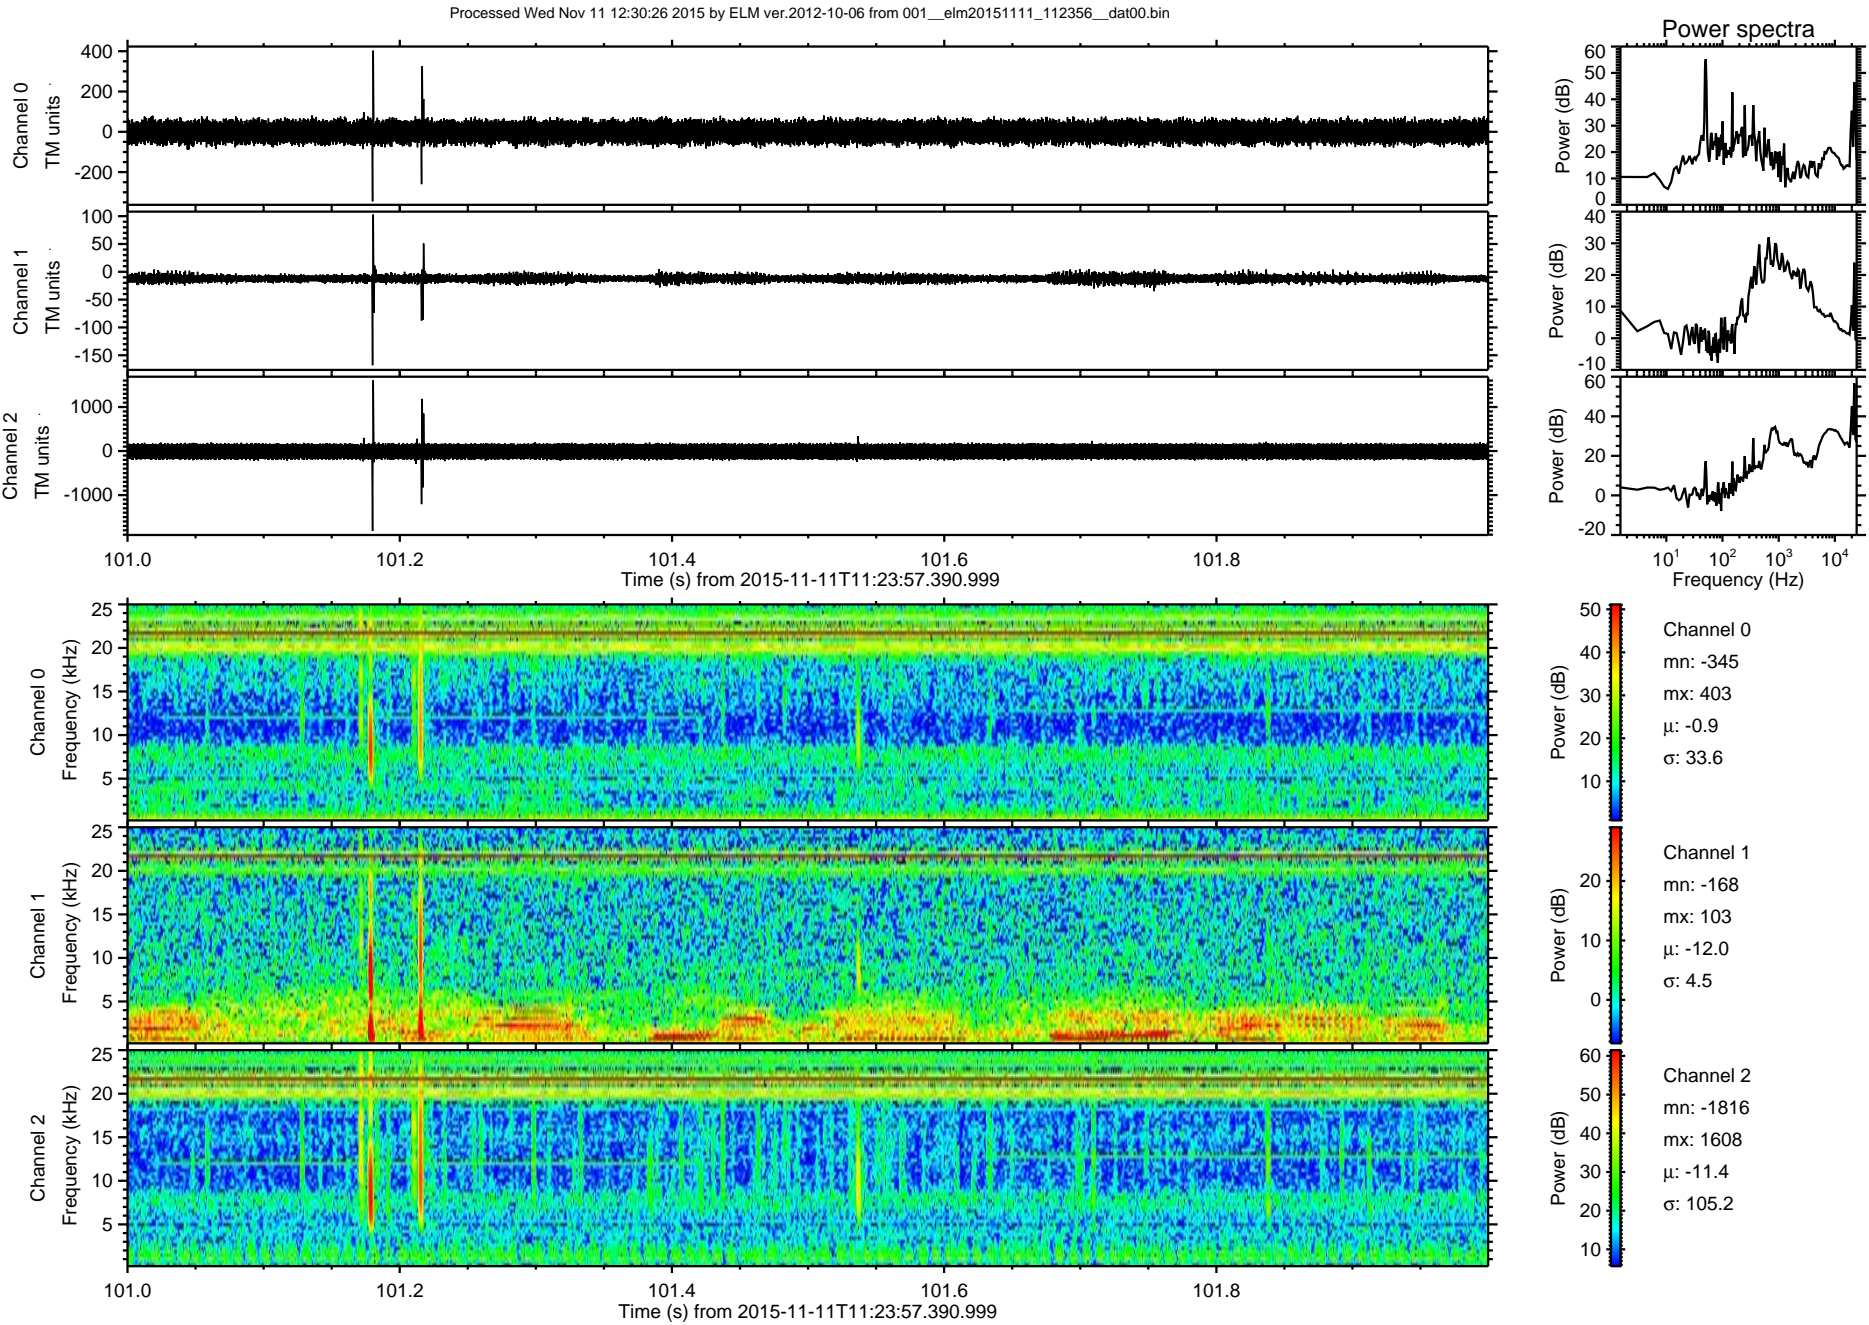 Processed Wed Nov 11 12:30:26 2015 by ELM ver.2012-10-06 from 001__elm20151111_112356__dat00.bin
Power spectra
Channel 0
TM units
400
200
0
-200
Power (dB)
60
50
40
30
20
10
0
Channel 1
TM units
100
50
0
-50
-100
-150
Power (dB)
40
30
20
10
0
-10
Channel 2
TM units
1000
0
-1000
Power (dB)
60
40
20
0
-20
101.0 101.2 101.4 101.6 101.8
Time (s) from 2015-11-11T11:23:57.390.999
10¹ 10² 10³ 10⁴
Frequency (Hz)
Channel 0
Frequency (kHz)
25
20
15
10
5
Power (dB)
50
40
30
20
10
Channel 0
mn: -345
mx: 403
μ: -0.9
σ: 33.6
Channel 1
Frequency (kHz)
25
20
15
10
5
Power (dB)
20
10
0
Channel 1
mn: -168
mx: 103
μ: -12.0
σ: 4.5
Channel 2
Frequency (kHz)
25
20
15
10
5
Power (dB)
60
50
40
30
20
10
Channel 2
mn: -1816
mx: 1608
μ: -11.4
σ: 105.2
101.0 101.2 101.4 101.6 101.8
Time (s) from 2015-11-11T11:23:57.390.999